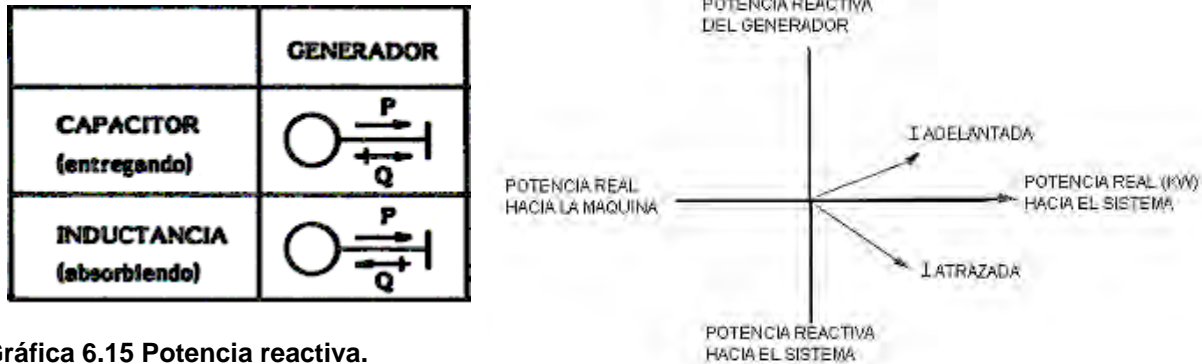 GENERADOR
CAPACITOR
(entregando)
P
Q
INDUCTANCIA
(absorbiendo)
P
Q
POTENCIA REACTIVA
DEL GENERADOR
I ADELANTADA
POTENCIA REAL
HACIA LA MAQUINA
POTENCIA REAL (KW)
HACIA EL SISTEMA
I ATRAZADA
POTENCIA REACTIVA
HACIA EL SISTEMA
ráfica 6.15 Potencia reactiva.